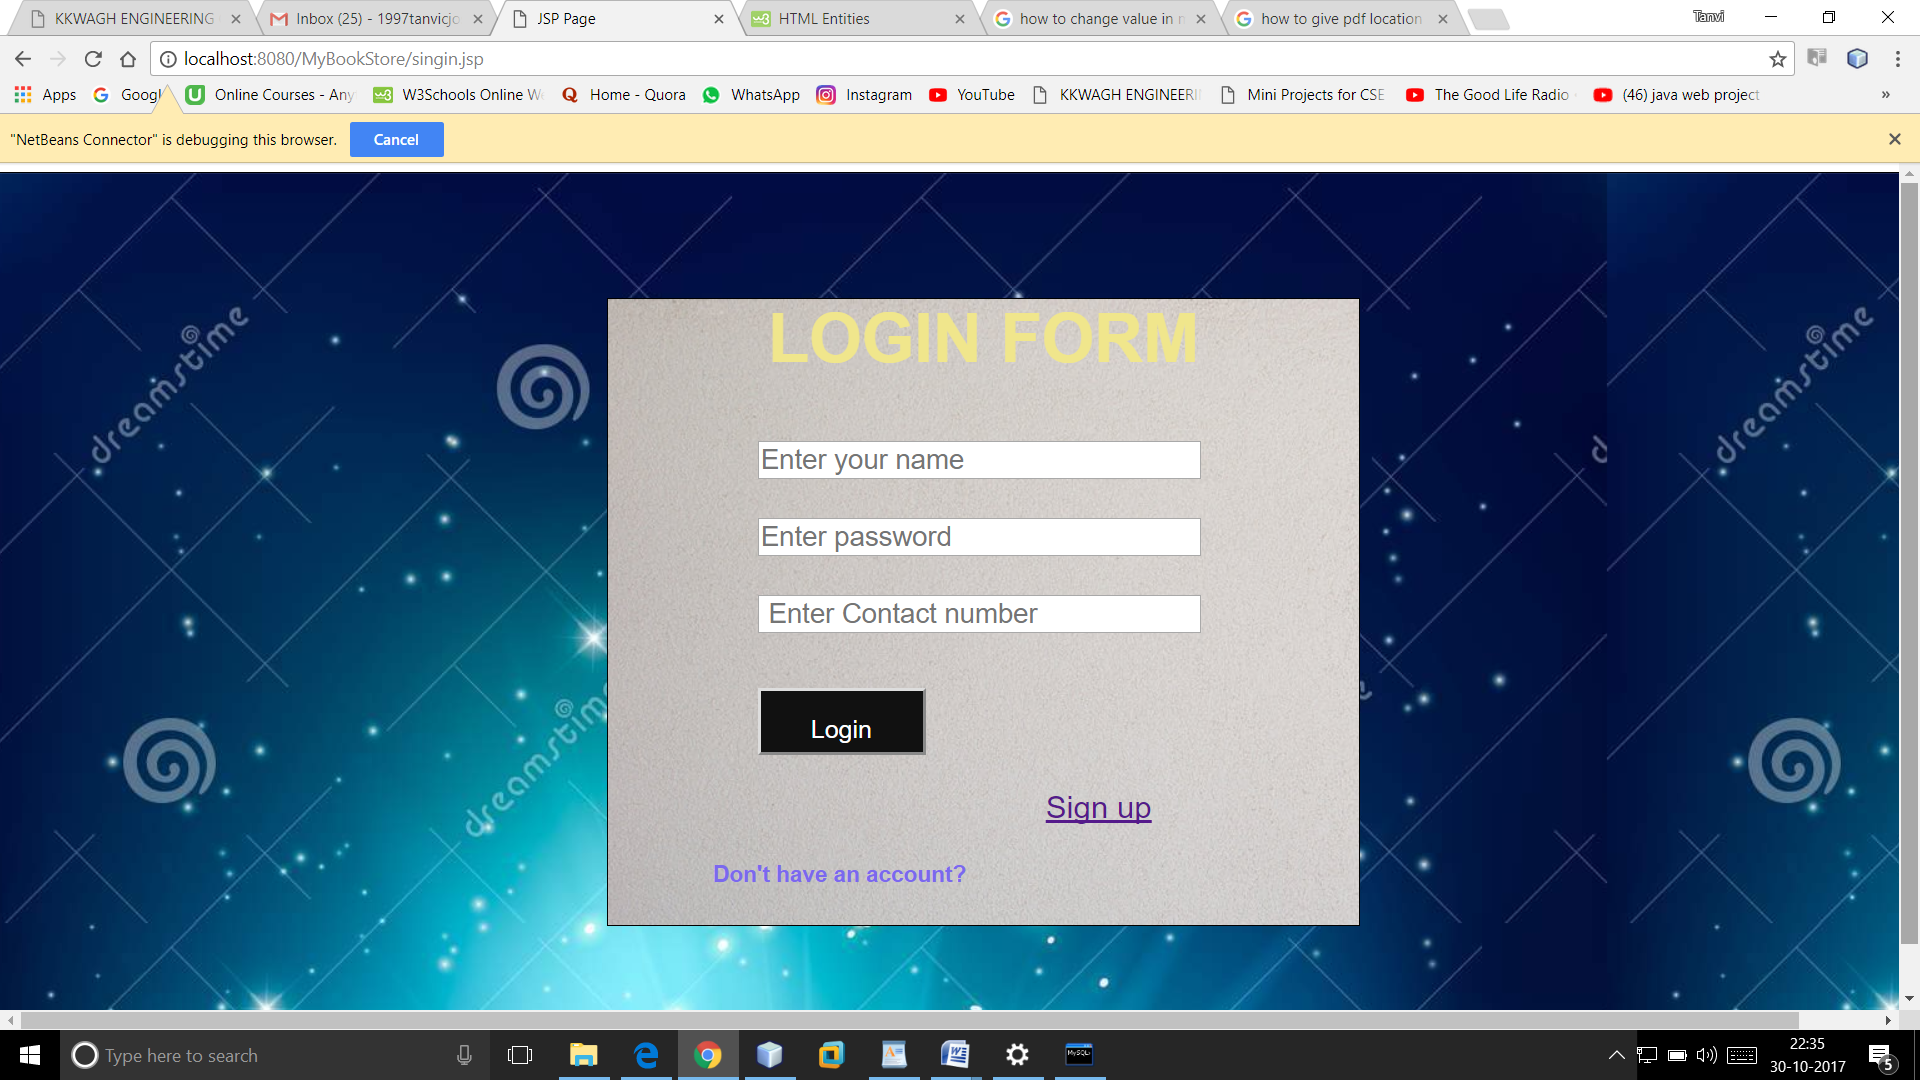 KKWAGH ENGINEERING
Inbox (25) - 1997tanvicjo
JSP Page
HTML Entities
how to change value in n
how to give pdf location
Tanvi
localhost:8080/MyBookStore/singin.jsp
Apps
Googl
Online Courses - Any
W3Schools Online We
Home - Quora
WhatsApp
Instagram
YouTube
KKWAGH ENGINEERI
Mini Projects for CSE
The Good Life Radio
(46) java web project
»
"NetBeans Connector" is debugging this browser.
Cancel
dreamstime
dreamstime
LOGIN FORM
Enter your name
Enter password
Enter Contact number
Login
dreamstim
Sign up
Don't have an account?
Type here to search
MySQL
22:35
30-10-2017
5